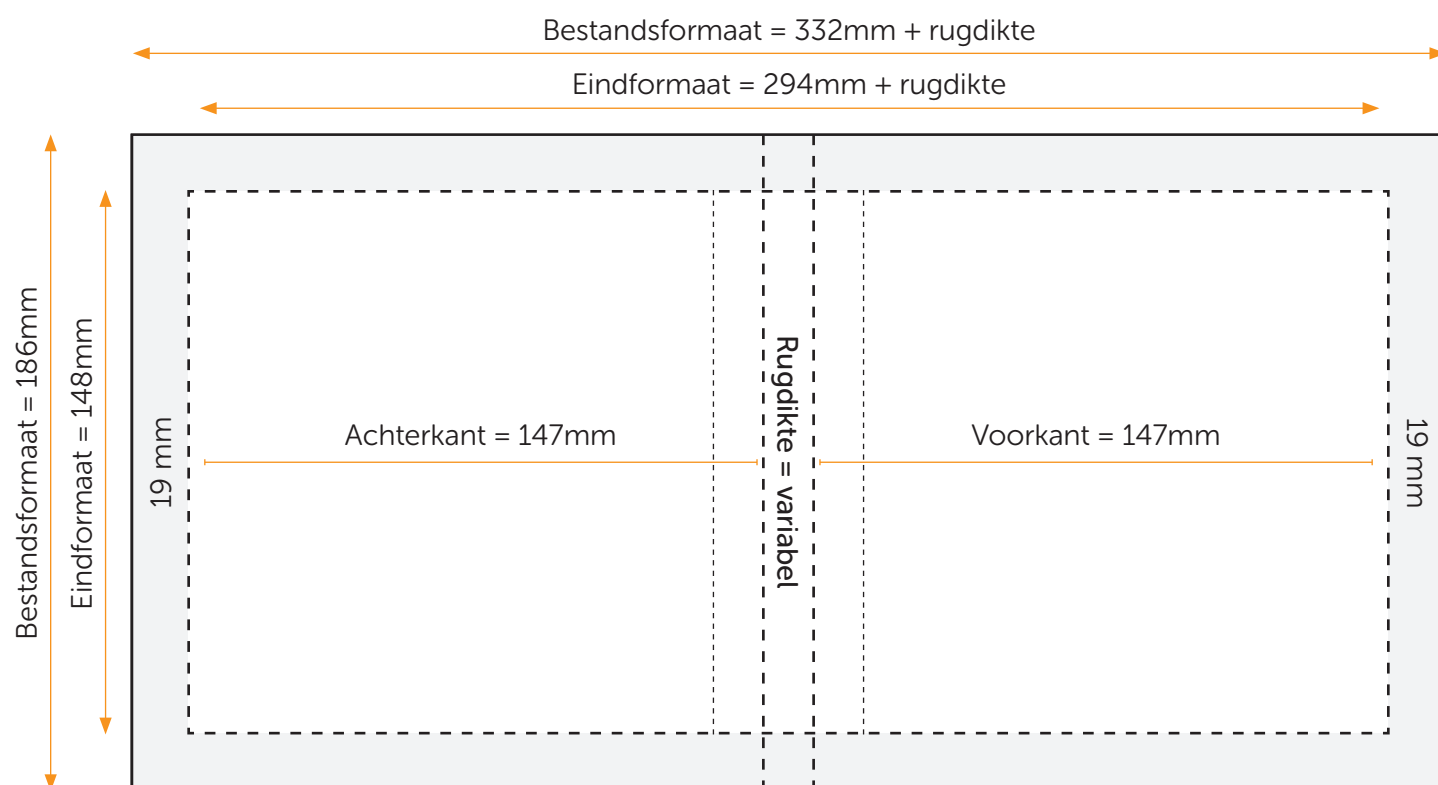 Bestandsformaat = 332mm + rugdikte
Eindformaat = 294mm + rugdikte
Bestandsformaat = 186mm
Eindformaat = 148mm
19 mm
Achterkant = 147mm
Rugdikte = variabel
Voorkant = 147mm
19 mm